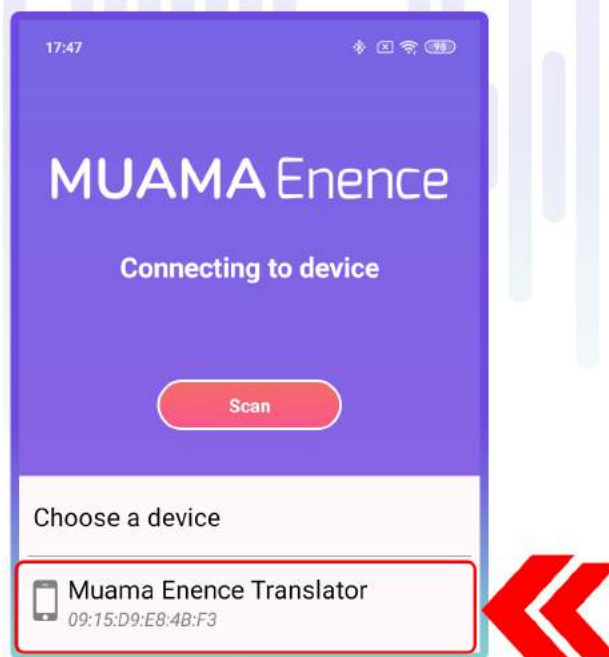 17:47
98
MUAMA Enence
Connecting to device
Scan
Choose a device
Muama Enence Translator
09:15:D9:E8:4B:F3